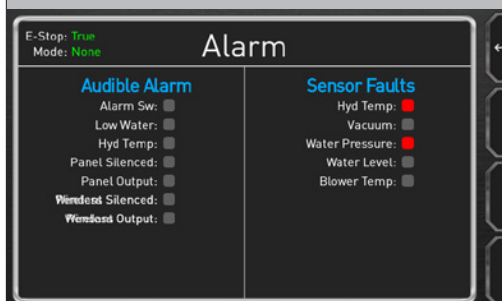 E-Stop: True
Mode: None
Alarm
Audible Alarm
Alarm Sw:
Low Water:
Hyd Temp:
Panel Silenced:
Panel Output:
Silenced:
Output:
Sensor Faults
Hyd Temp:
Vacuum:
Water Pressure:
Water Level:
Blower Temp: